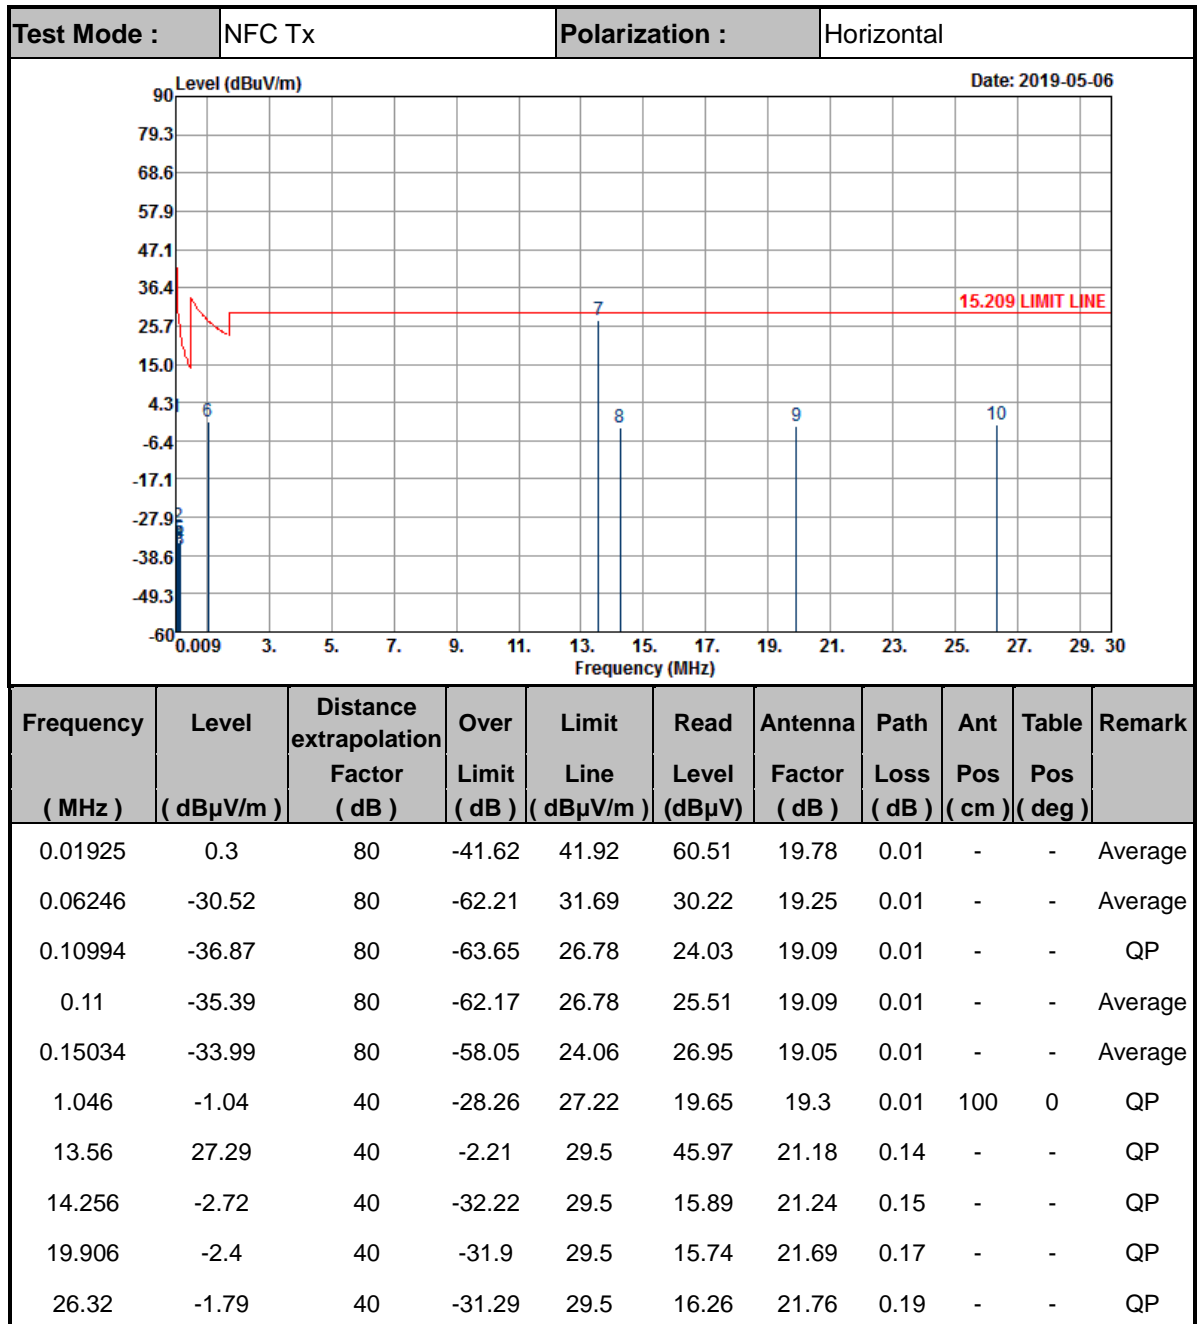 Test Mode : NFC Tx Polarization : Horizontal
Level (dBuV/m) Date: 2019-05-06
90
79.3
68.6
57.9
47.1
36.4
15.209 LIMIT LINE
7
25.7
15.0
4.3
6 8 9 10
-6.4
-17.1
-27.9
2
-38.6
-49.3
-60
0.009 3. 5. 7. 9. 11. 13. 15. 17. 19. 21. 23. 25. 27. 29. 30
Frequency (MHz)
Frequency Level Distance extrapolation Over Limit Read Antenna Path Ant Table Remark
Factor Limit Line Level Factor Loss Pos Pos
( MHz ) ( dBµV/m ) ( dB ) ( dB ) ( dBµV/m ) (dBµV) ( dB ) ( dB ) ( cm ) ( deg )
0.01925 0.3 80 -41.62 41.92 60.51 19.78 0.01 - - Average
0.06246 -30.52 80 -62.21 31.69 30.22 19.25 0.01 - - Average
0.10994 -36.87 80 -63.65 26.78 24.03 19.09 0.01 - - QP
0.11 -35.39 80 -62.17 26.78 25.51 19.09 0.01 - - Average
0.15034 -33.99 80 -58.05 24.06 26.95 19.05 0.01 - - Average
1.046 -1.04 40 -28.26 27.22 19.65 19.3 0.01 100 0 QP
13.56 27.29 40 -2.21 29.5 45.97 21.18 0.14 - - QP
14.256 -2.72 40 -32.22 29.5 15.89 21.24 0.15 - - QP
19.906 -2.4 40 -31.9 29.5 15.74 21.69 0.17 - - QP
26.32 -1.79 40 -31.29 29.5 16.26 21.76 0.19 - - QP